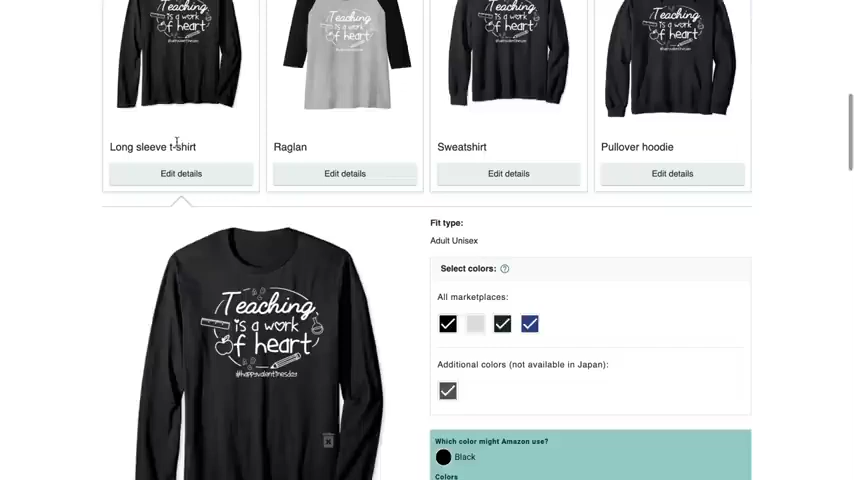 Teaching
is a work
of heart
#happyvalentinesday
Teaching
is a work
of heart
Teaching
is a work
of heart
#happyvalentinesday
Teaching
is a work
of heart
Long sleeve t-shirt
Raglan
Sweatshirt
Pullover hoodie
Edit details
Edit details
Edit details
Edit details
Fit type:
Adult Unisex
Select colors:
All marketplaces:
Additional colors (not available in Japan):
Teaching
is a work
of heart
#happyvalentinesday
Which color might Amazon use?
Black
Colors